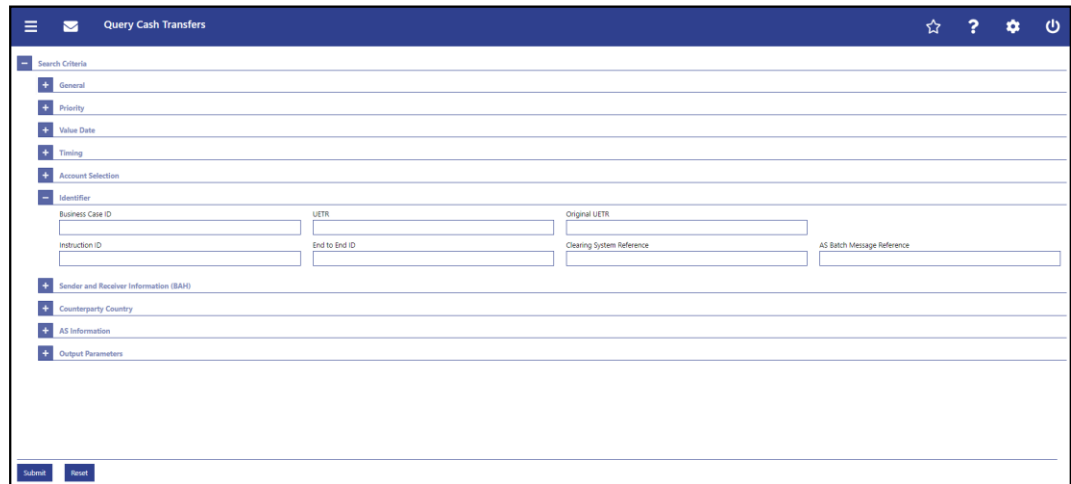 Query Cash Transfers
Search Criteria
General
Priority
Value Date
Timing
Account Selection
Identifier
Business Case ID UETR Original UETR
Instruction ID End to End ID Clearing System Reference AS Batch Message Reference
Sender and Receiver Information (BAH)
Counterparty Country
AS Information
Output Parameters
Submit Reset